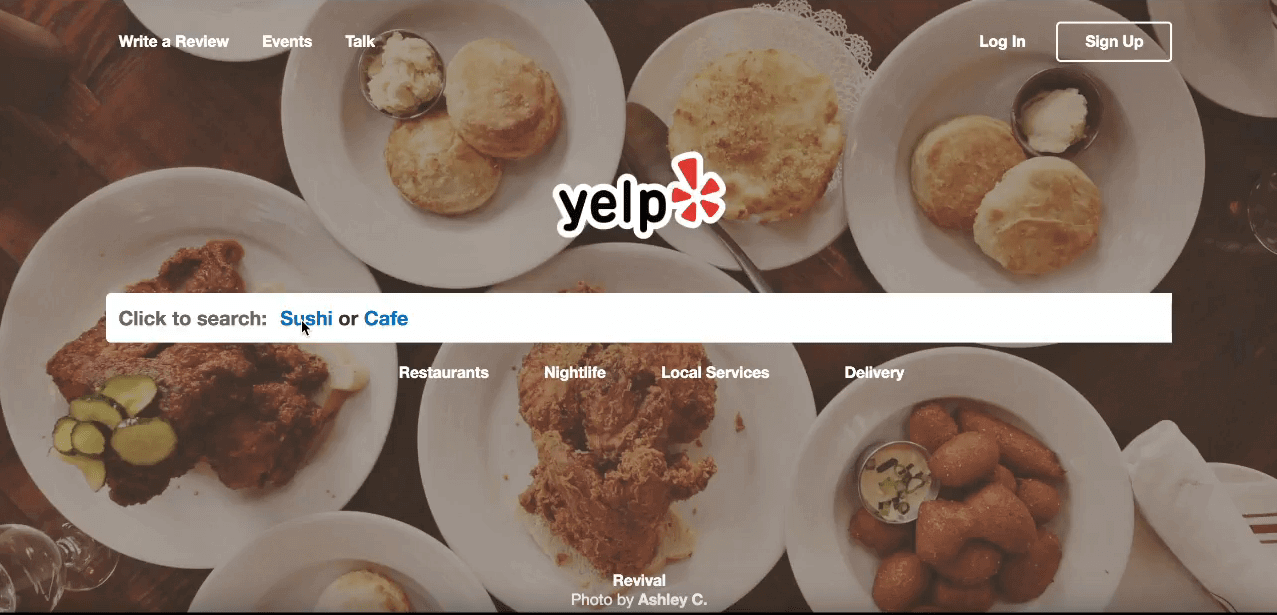 Write a Review Events Talk Log In Sign Up
yelp
Click to search: Sushi or Cafe
Restaurants Nightlife Local Services Delivery
Revival
Photo by Ashley C.